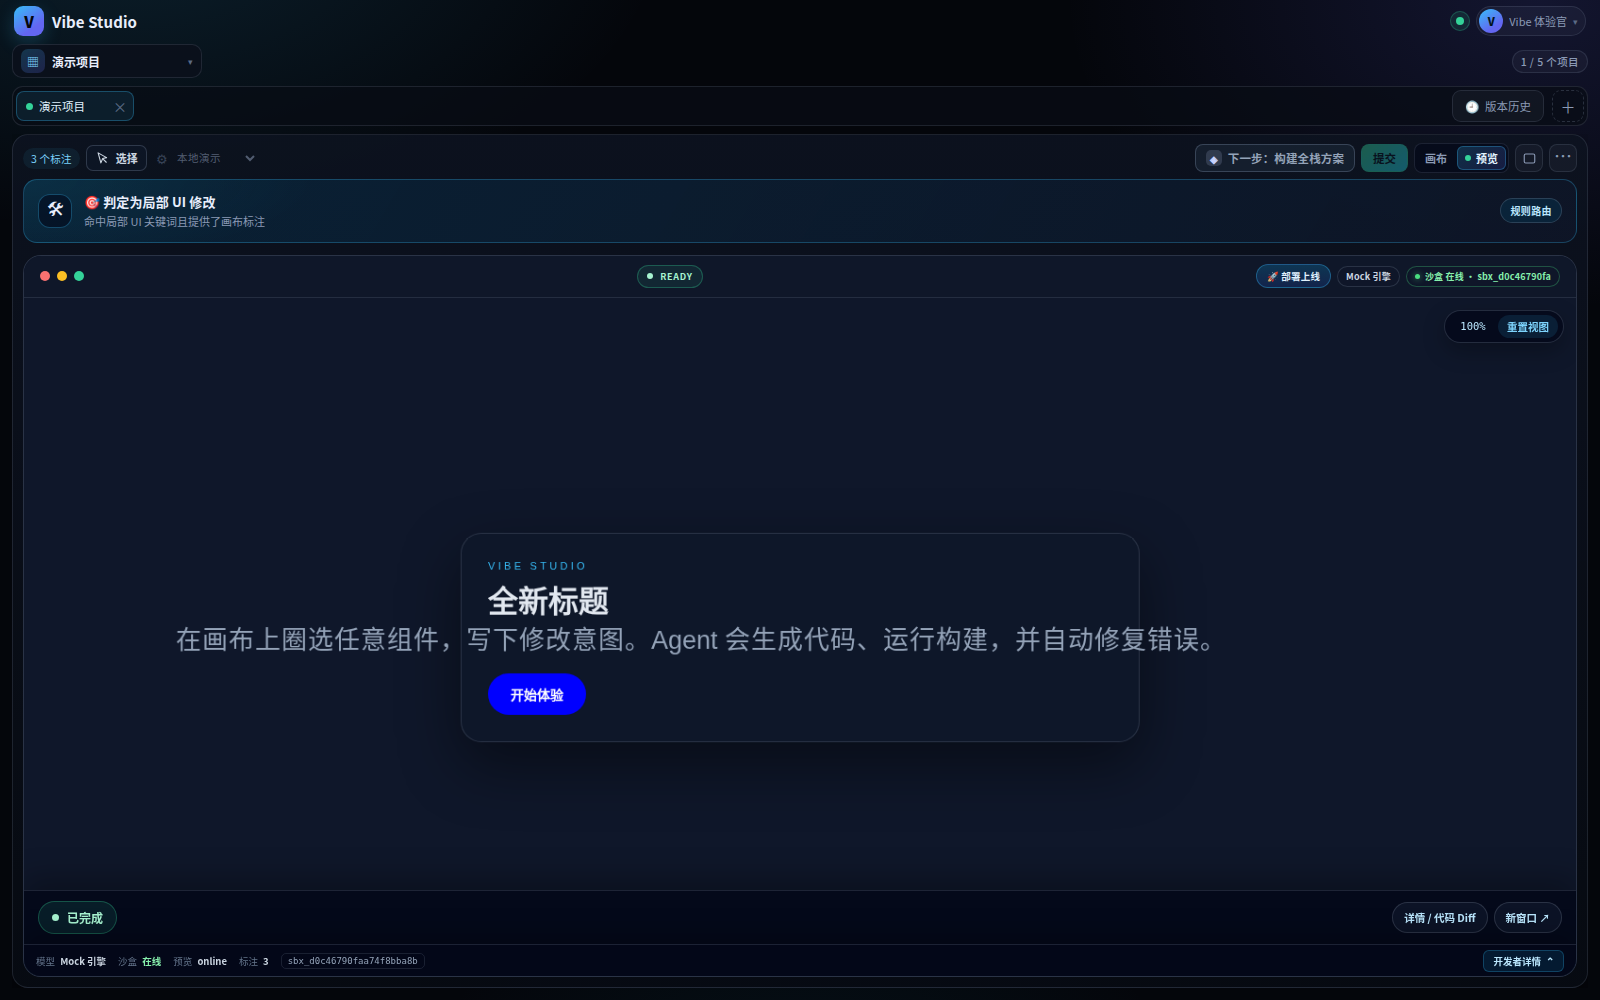 V Vibe Studio
V Vibe 体验官
演示项目
1 / 5 个项目
演示项目
版本历史
3 个标注
选择
本地演示
下一步：构建全栈方案
提交
画布
预览
判定为局部 UI 修改
命中局部 UI 关键词且提供了画布标注
规则路由
READY
部署上线
Mock 引擎
沙盒 在线 · sbx_d0c46790fa
100%
重置视图
VIBE STUDIO
全新标题
在画布上圈选任意组件，写下修改意图。Agent 会生成代码、运行构建，并自动修复错误。
开始体验
已完成
详情 / 代码 Diff
新窗口 ↗
模型 Mock 引擎 沙盒 在线 预览 online 标注 3 sbx_d0c46790faa74f8bba8b
开发者详情